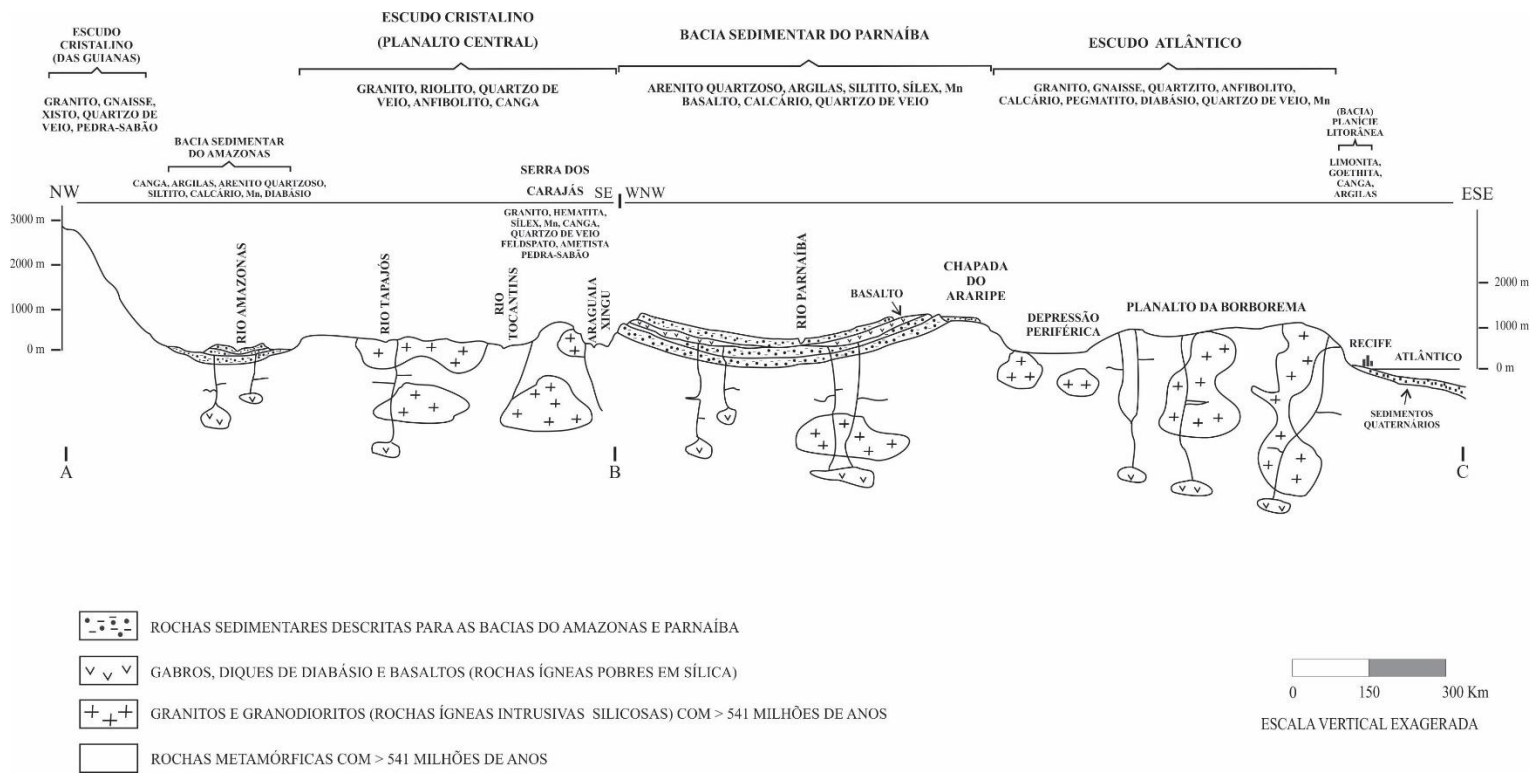 ESCUDO
CRISTALINO
(DAS GUIANAS)
GRANITO, GNAISSE,
XISTO, QUARTZO DE
VEIO, PEDRA-SABÃO
BACIA SEDIMENTAR
DO AMAZONAS
CANGA, ARGILAS, ARENITO QUARTZOSO,
SILTITO, CALCÁRIO, Mn, DIABÁSIO
ESCUDO CRISTALINO
(PLANALTO CENTRAL)
GRANITO, RIOLITO, QUARTZO DE
VEIO, ANFIBOLITO, CANGA
SERRA DOS
CARAJÁS
GRANITO, HEMATITA,
SÍLEX, Mn, CANGA,
QUARTZO DE VEIO
FELDSPATO, AMETISTA
PEDRA-SABÃO
BACIA SEDIMENTAR DO PARNAÍBA
ARENITO QUARTZOSO, ARGILAS, SILTITO, SÍLEX, Mn
BASALTO, CALCÁRIO, QUARTZO DE VEIO
ESCUDO ATLÂNTICO
GRANITO, GNAISSE, QUARTZITO, ANFIBOLITO,
CALCÁRIO, PEGMATITO, DIABÁSIO, QUARTZO DE VEIO, Mn
(BACIA)
PLANÍCIE
LITORÂNEA
LIMONITA,
GOETHITA,
CANGA,
ARGILAS
NW
SE
WNW
ESE
3000 m
2000 m
1000 m
0 m
RIO AMAZONAS
RIO TAPAJÓS
RIO
TOCANTINS
ARAGUAIA
XINGU
RIO PARNAÍBA
BASALTO
CHAPADA
DO
ARARIPE
DEPRESSÃO
PERIFÉRICA
PLANALTO DA BORBOREMA
RECIFE
ATLÂNTICO
SEDIMENTOS
QUATERNÁRIOS
2000 m
1000 m
0 m
A
B
C
ROCHAS SEDIMENTARES DESCRITAS PARA AS BACIAS DO AMAZONAS E PARNAÍBA
GABROS, DIQUES DE DIABÁSIO E BASALTOS (ROCHAS ÍGNEAS POBRES EM SÍLICA)
GRANITOS E GRANODIORITOS (ROCHAS ÍGNEAS INTRUSIVAS SILICOSAS) COM > 541 MILHÕES DE ANOS
ROCHAS METAMÓRFICAS COM > 541 MILHÕES DE ANOS
0 150 300 Km
ESCALA VERTICAL EXAGERADA